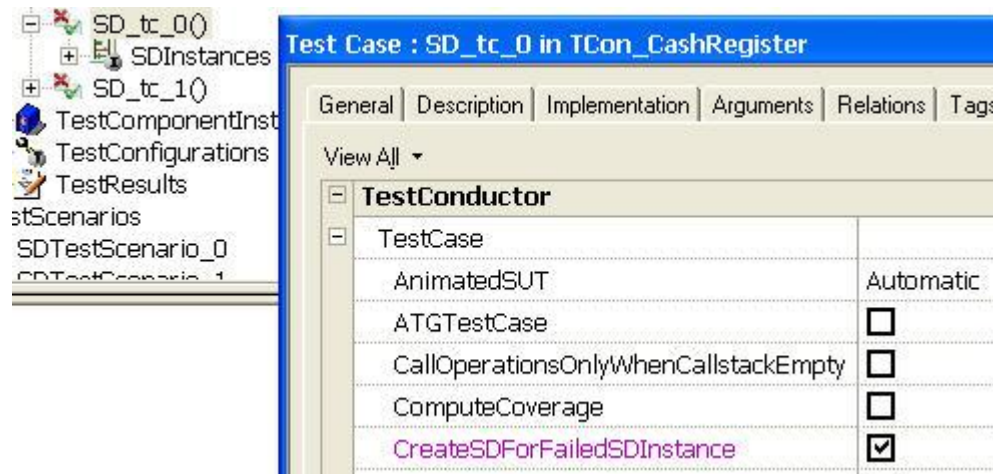 SD_tc_0()
SDInstances
SD_tc_1()
TestComponentInst
TestConfigurations
TestResults
stScenarios
SDTestScenario_0
SDTestScenario_1
Test Case : SD_tc_0 in TCon_CashRegister
General Description Implementation Arguments Relations Tags
View All
TestConductor
TestCase
AnimatedSUT Automatic
ATGTestCase
CallOperationsOnlyWhenCallstackEmpty
ComputeCoverage
CreateSDForFailedSDInstance